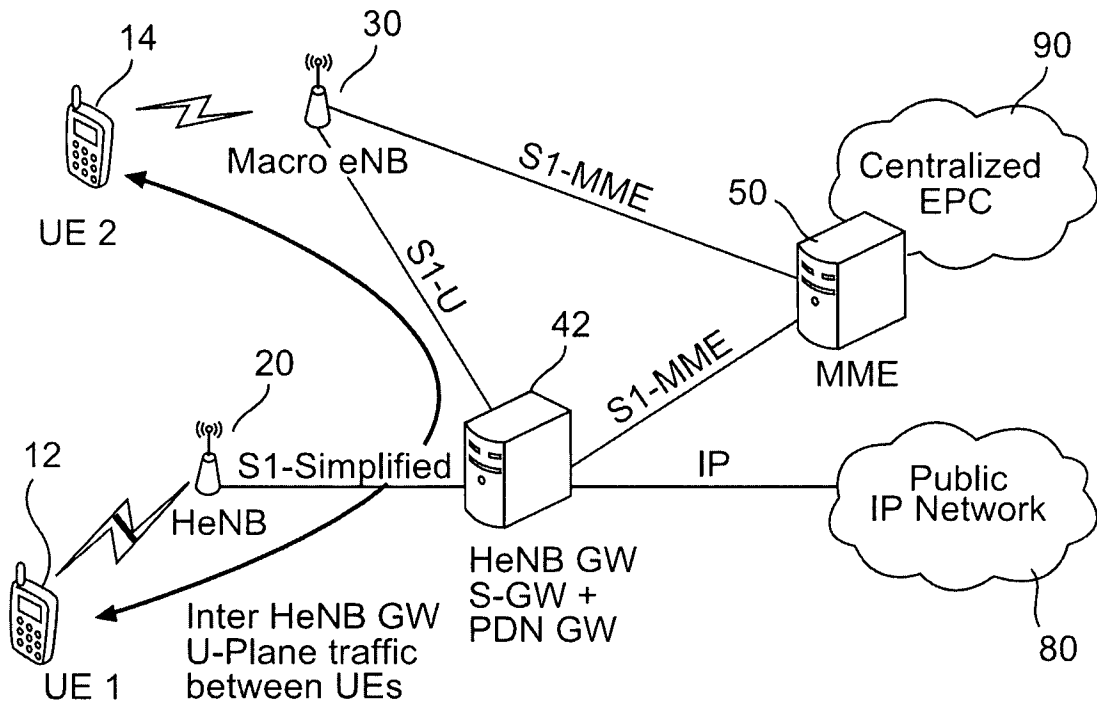 14
30
90
Macro eNB
S1-MME
Centralized
EPC
50
UE 2
S1-U
MME
42
S1-MME
20
12
S1-Simplified
IP
Public
IP Network
HeNB
HeNB GW
S-GW +
PDN GW
Inter HeNB GW
U-Plane traffic
between UEs
UE 1
80